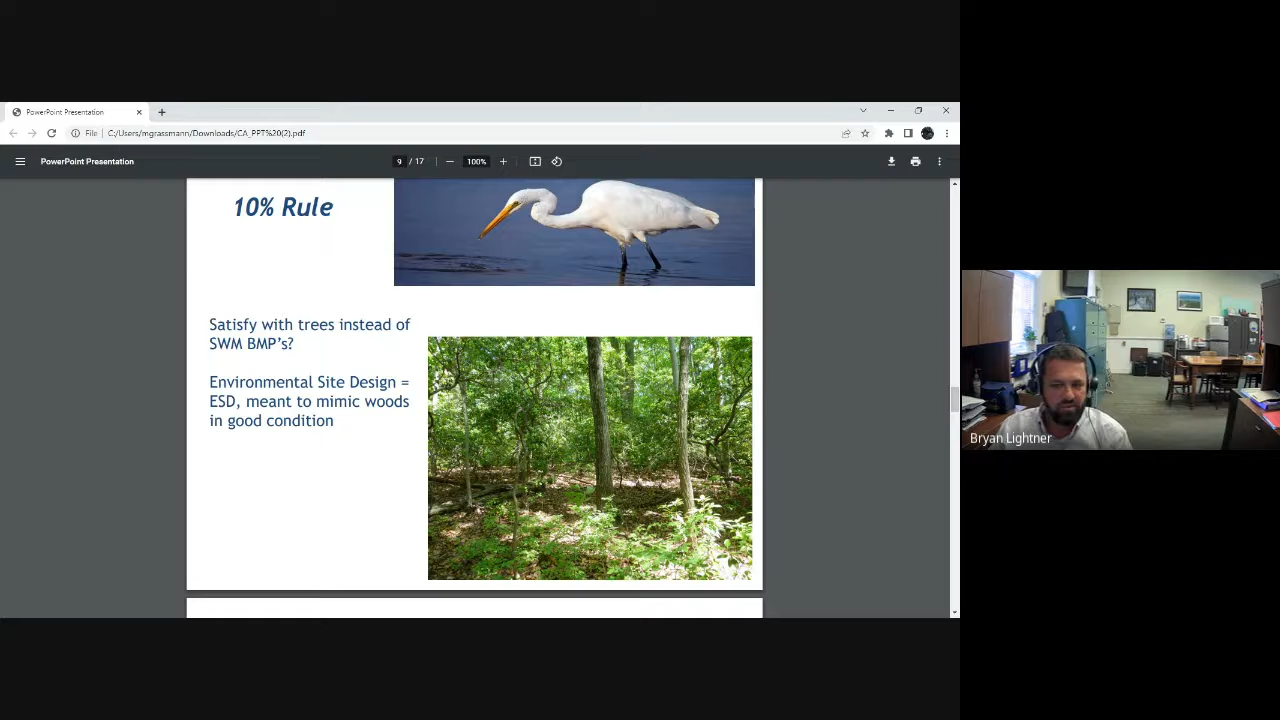 PowerPoint Presentation
File C:/Users/mgrassmann/Downloads/CA_PPT%20(2).pdf
PowerPoint Presentation
9 / 17
100%
10% Rule
Satisfy with trees instead of
SWM BMP's?
Environmental Site Design =
ESD, meant to mimic woods
in good condition
Bryan Lightner